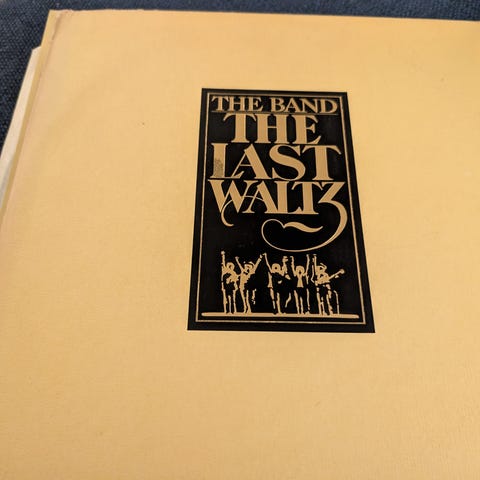 THE BAND
THE
LAST
WALTZ